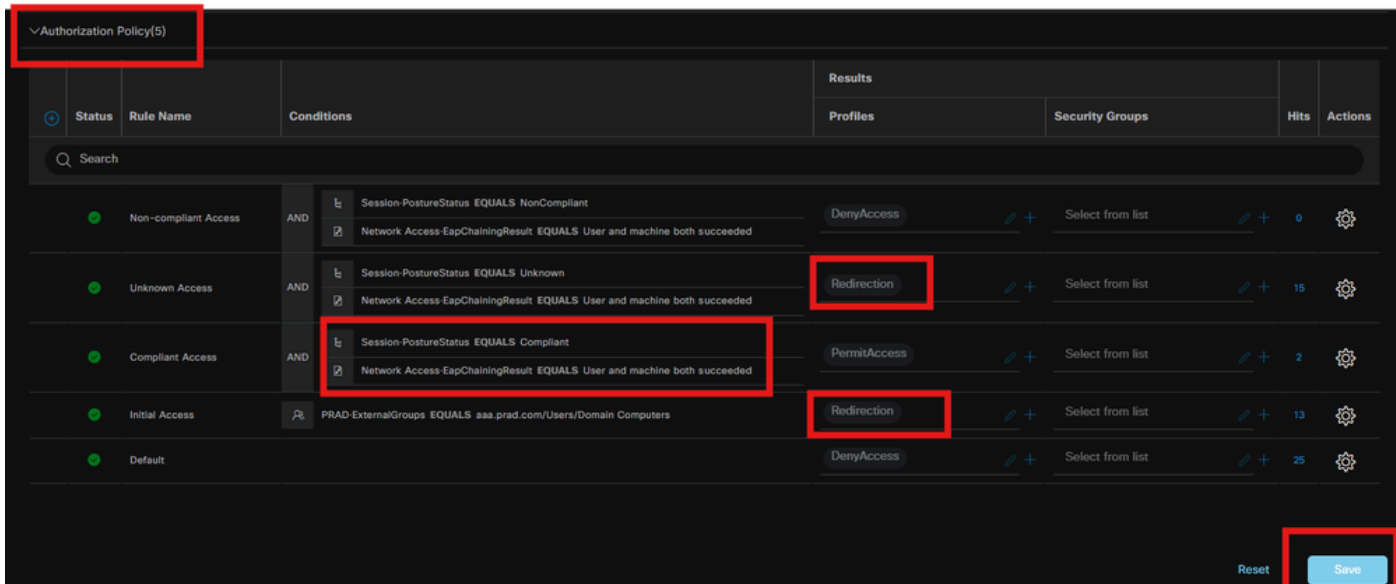 Authorization Policy(5)
Results
Status Rule Name Conditions Profiles Security Groups Hits Actions
Search
Non-compliant Access AND Session·PostureStatus EQUALS NonCompliant DenyAccess Select from list 0
Network Access·EapChainingResult EQUALS User and machine both succeeded
Unknown Access AND Session·PostureStatus EQUALS Unknown Redirection Select from list 15
Network Access·EapChainingResult EQUALS User and machine both succeeded
Compliant Access AND Session·PostureStatus EQUALS Compliant PermitAccess Select from list 2
Network Access·EapChainingResult EQUALS User and machine both succeeded
Initial Access PRAD·ExternalGroups EQUALS aaa.prad.com/Users/Domain Computers Redirection Select from list 13
Default DenyAccess Select from list 25
Reset Save